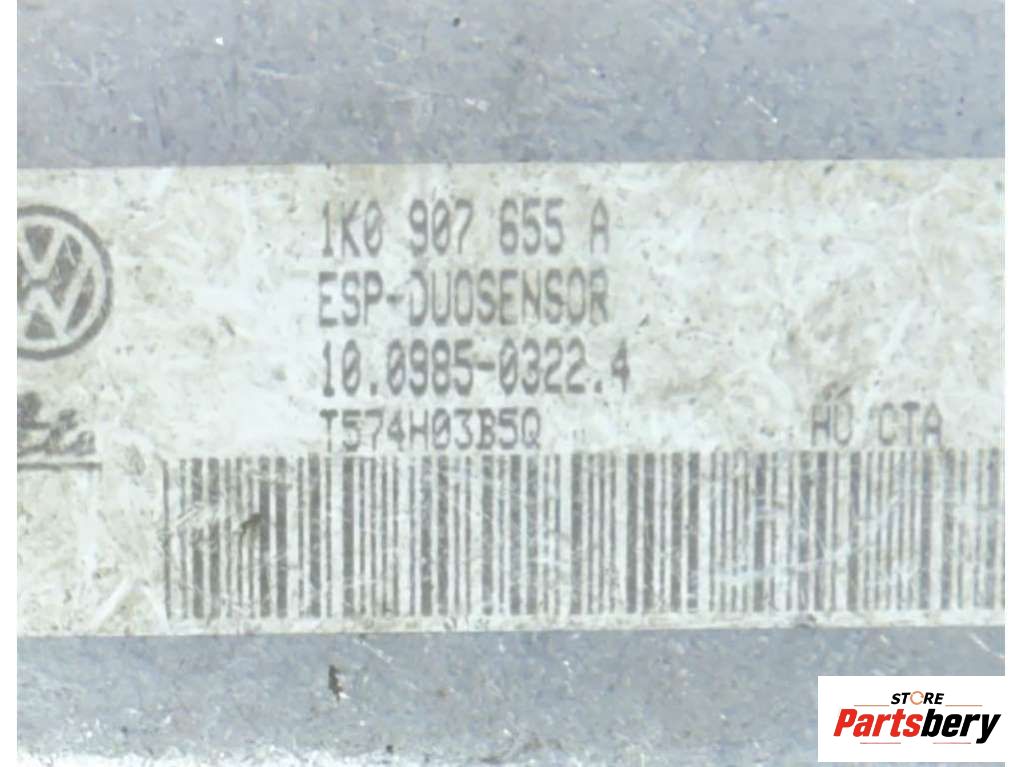 1K0 907 655 A
ESP-DUOSENSOR
10.0985-0322.4
T574H03B5Q HU CTA
STORE
Partsbery